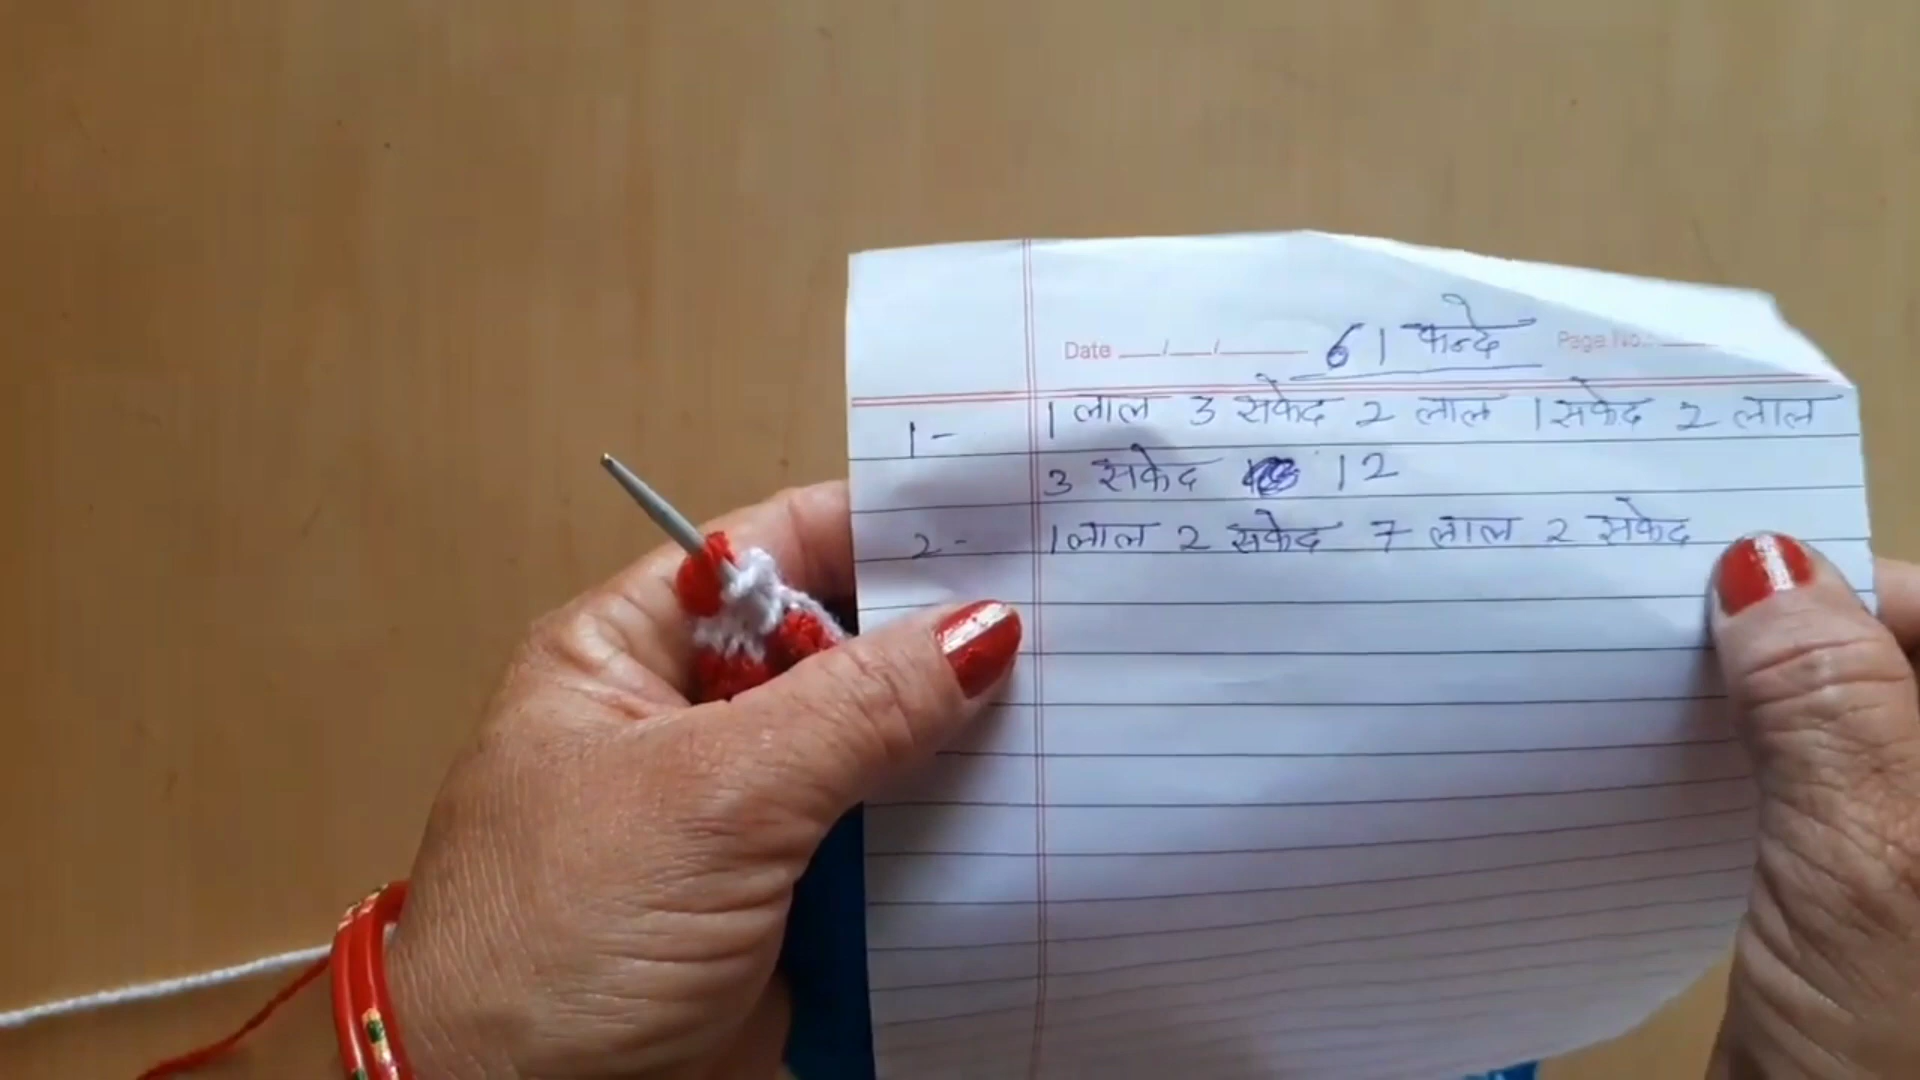 Date __/__/____ 61 फन्दे Page No.: ____
1- 1 लाल 3 सफेद 2 लाल 1 सफेद 2 लाल
3 सफेद 12
2- 1 लाल 2 सफेद 7 लाल 2 सफेद